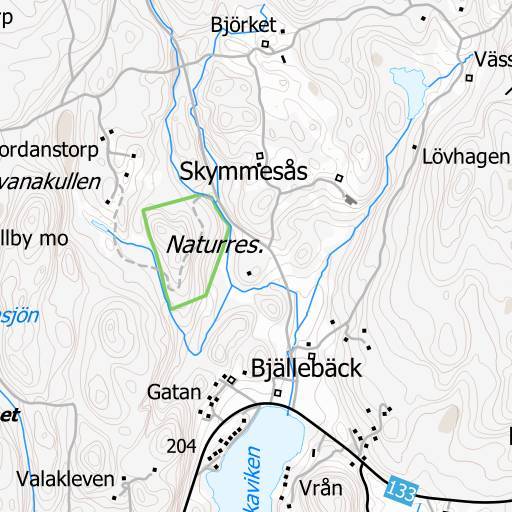 Björket
Väss
ordanstorp
Lövhagen
Skymmesås
vanakullen
llby mo
Naturres.
sjön
Bjällebäck
Gatan
et
204
Valakleven
kaviken
Vrån
133